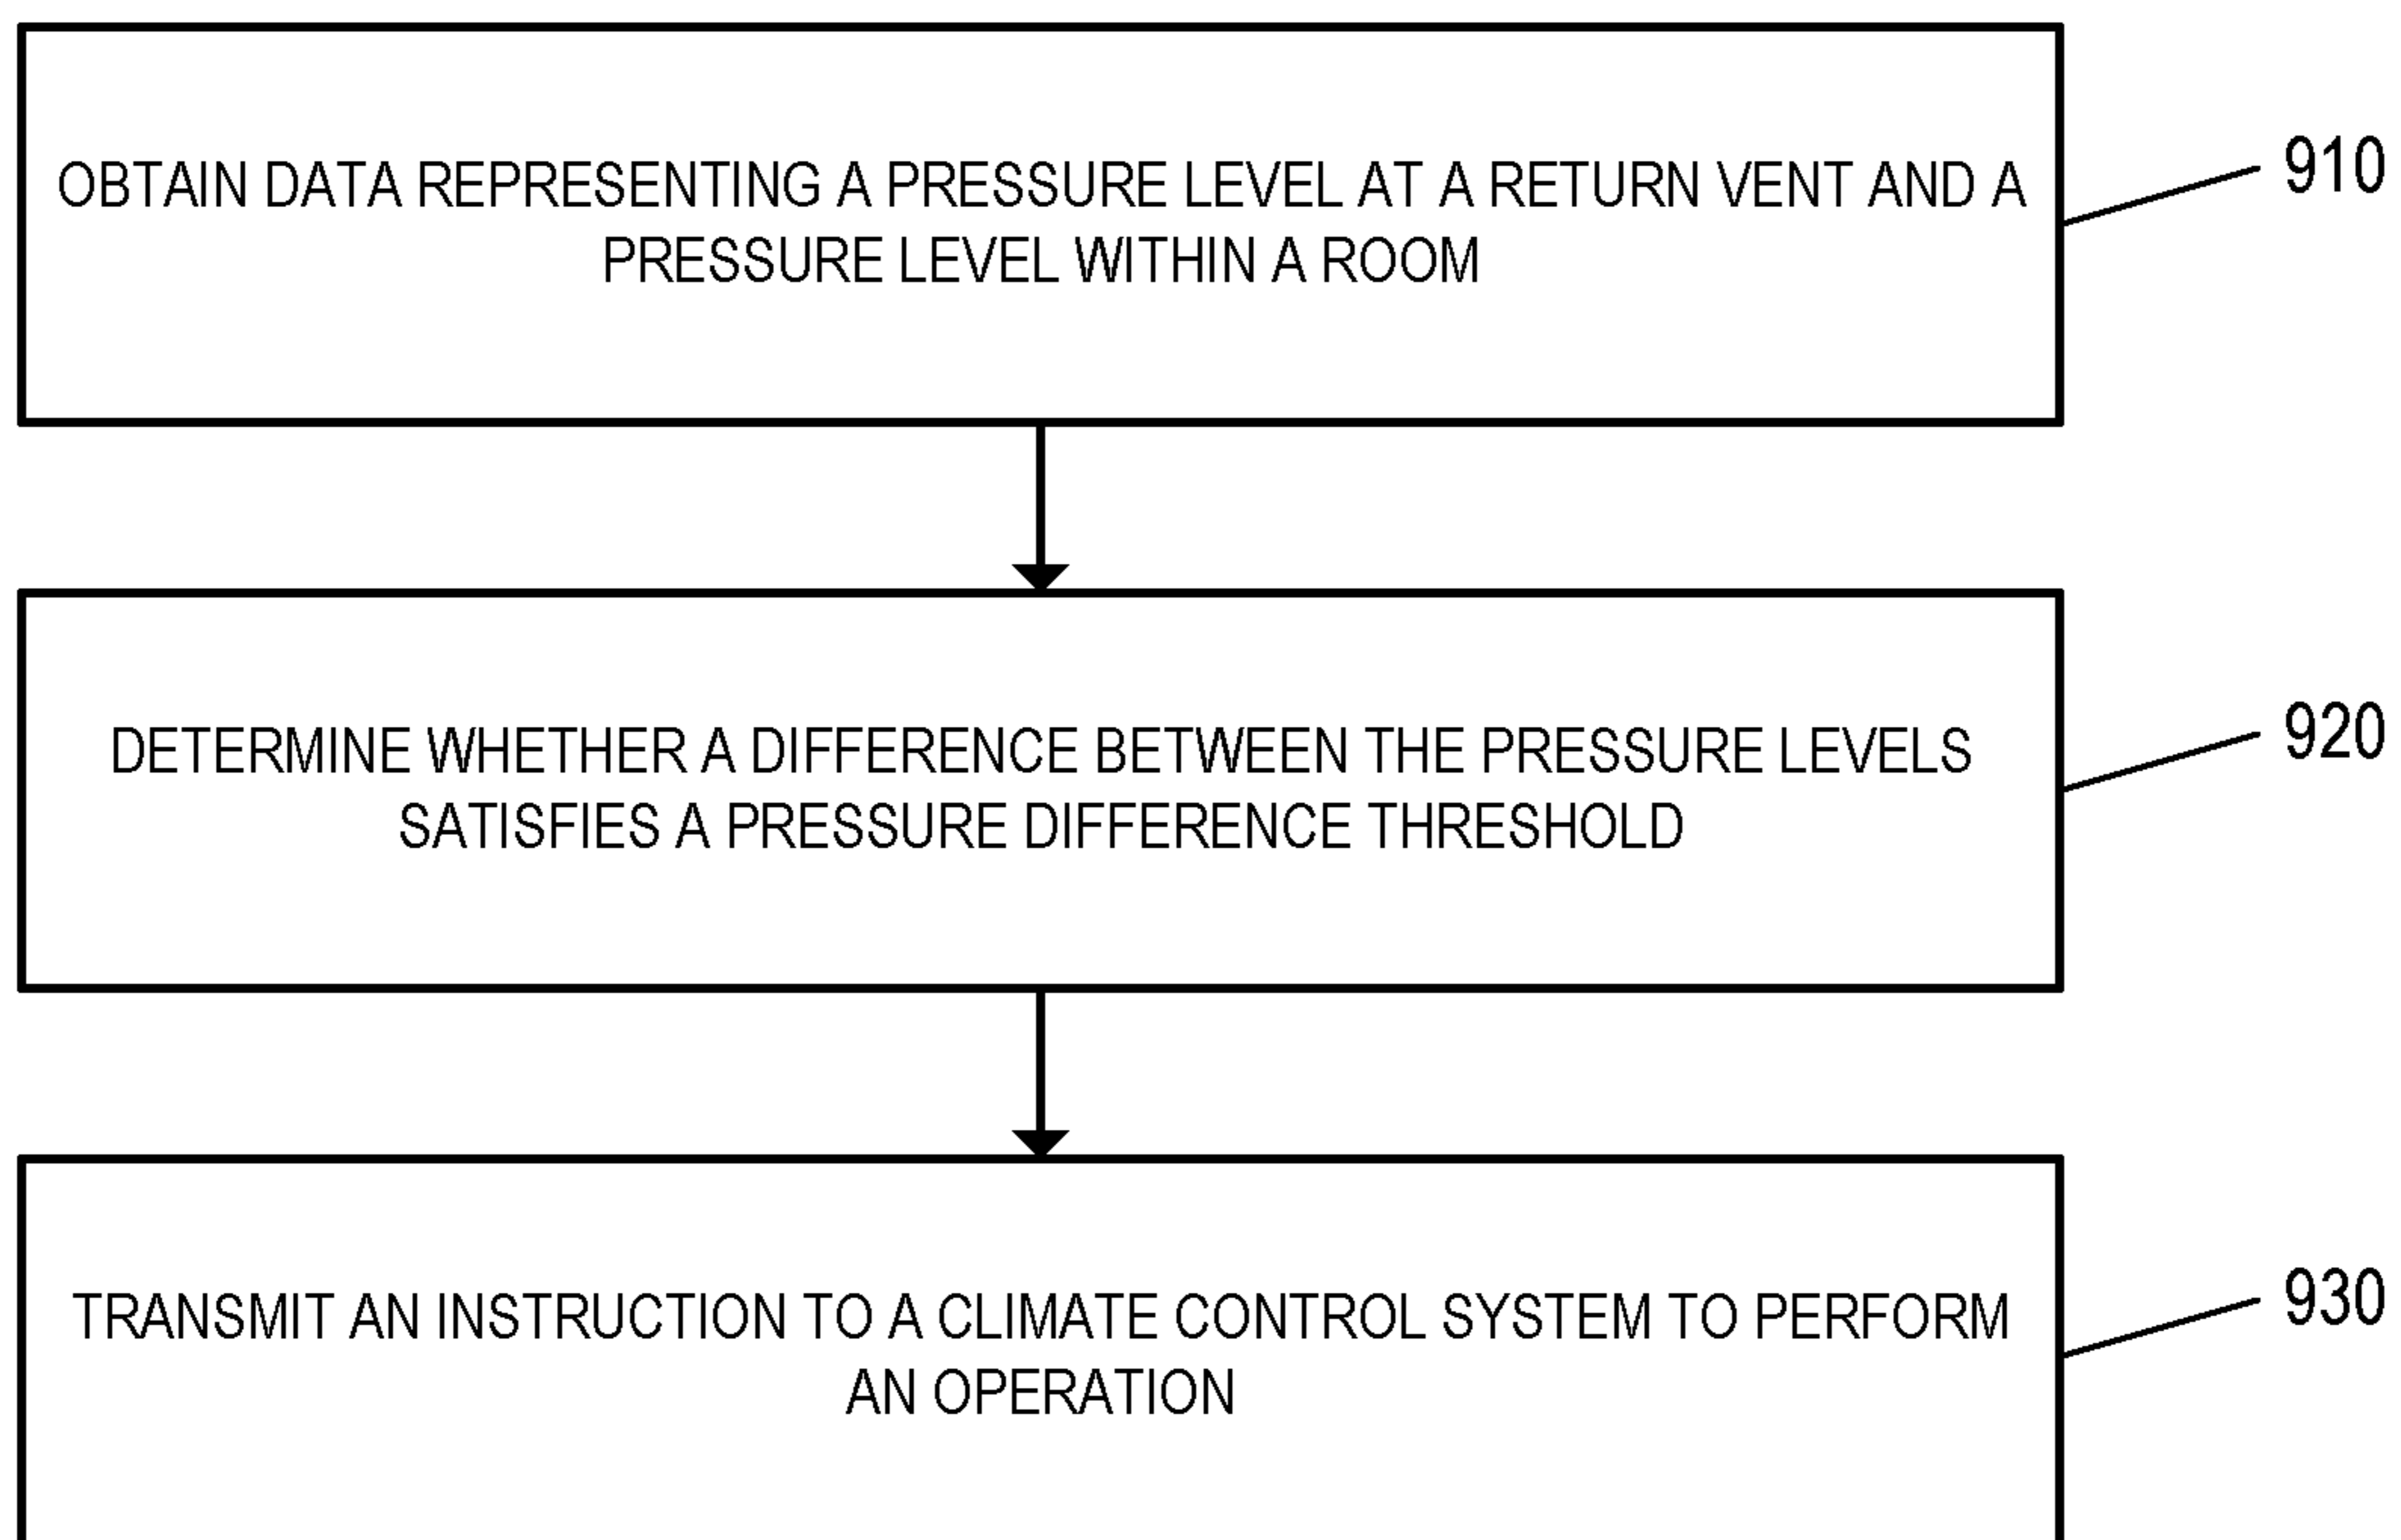 OBTAIN DATA REPRESENTING A PRESSURE LEVEL AT A RETURN VENT AND A
PRESSURE LEVEL WITHIN A ROOM
910
DETERMINE WHETHER A DIFFERENCE BETWEEN THE PRESSURE LEVELS
SATISFIES A PRESSURE DIFFERENCE THRESHOLD
920
TRANSMIT AN INSTRUCTION TO A CLIMATE CONTROL SYSTEM TO PERFORM
AN OPERATION
930